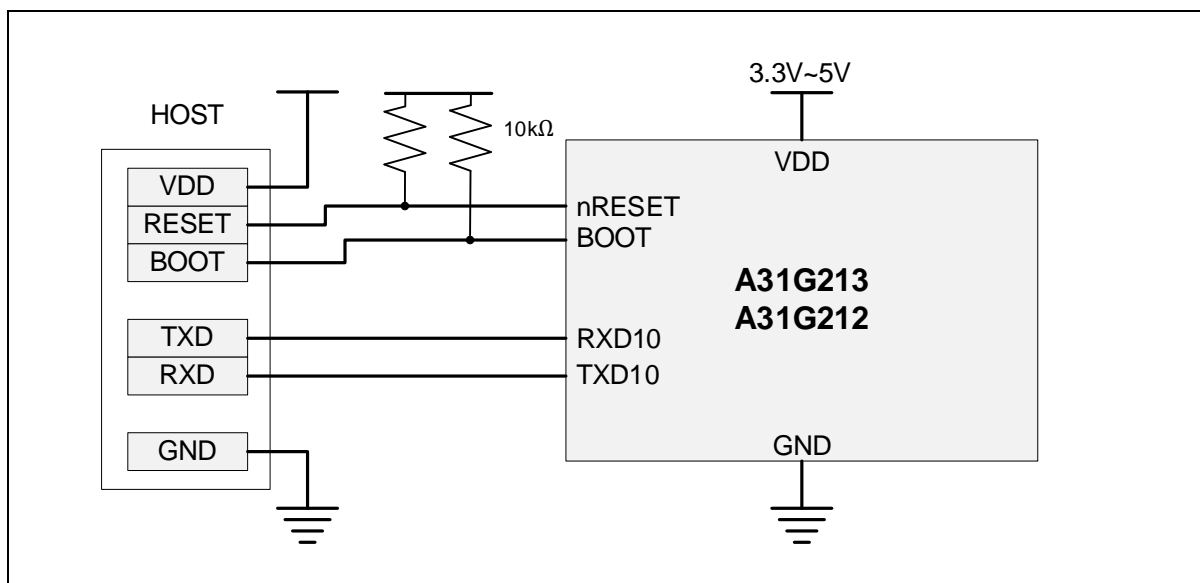 3.3V~5V
HOST
10kΩ
VDD
VDD
RESET
nRESET
BOOT
BOOT
A31G213
A31G212
TXD
RXD10
RXD
TXD10
GND
GND